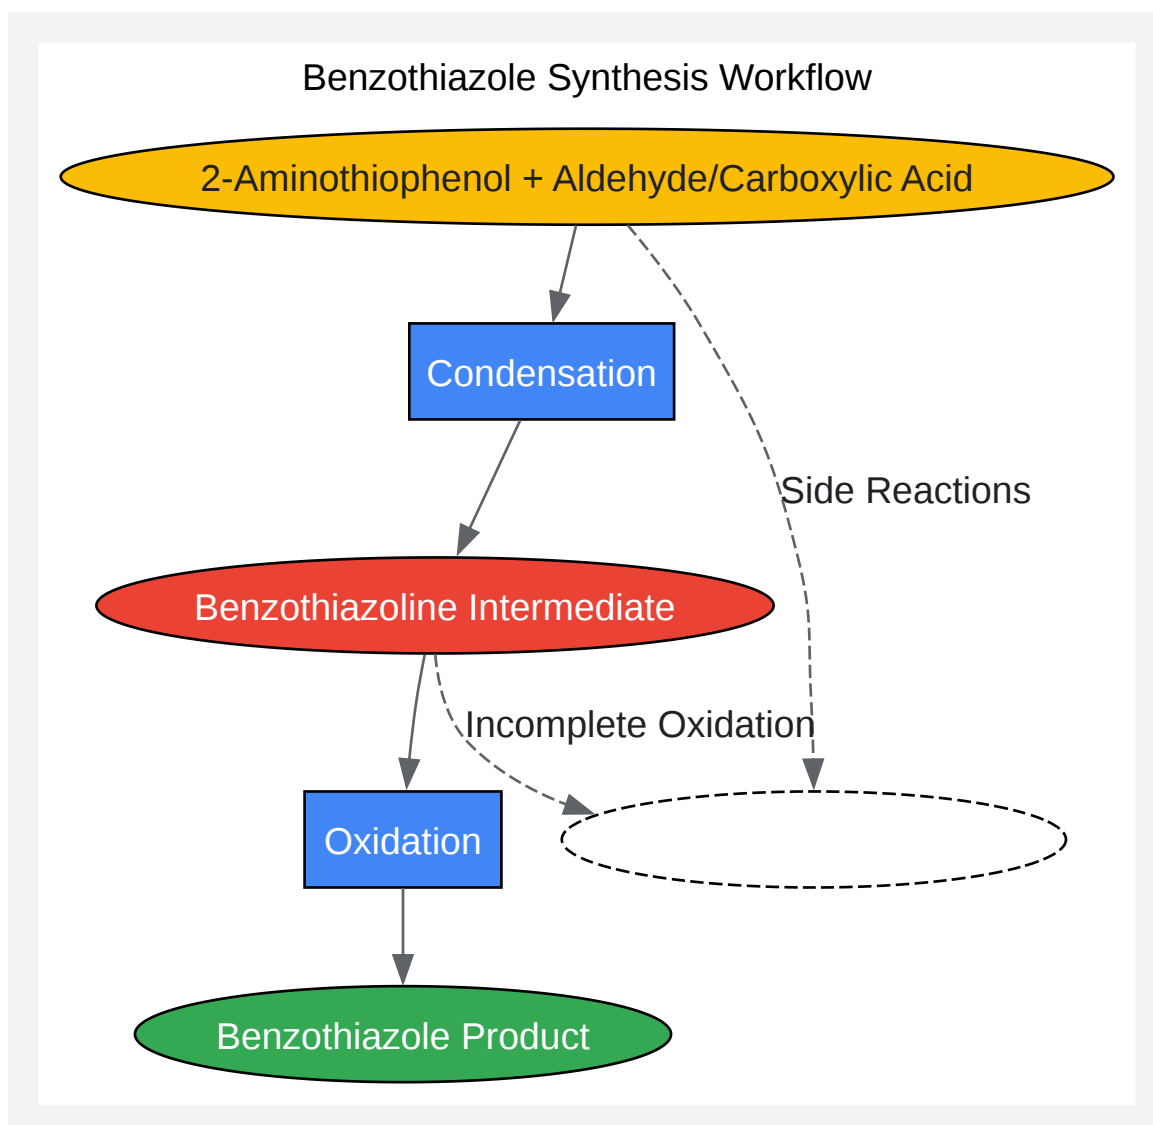 Benzothiazole Synthesis Workflow
2-Aminothiophenol + Aldehyde/Carboxylic Acid
Condensation
Side Reactions
Benzothiazoline Intermediate
Incomplete Oxidation
Oxidation
Benzothiazole Product